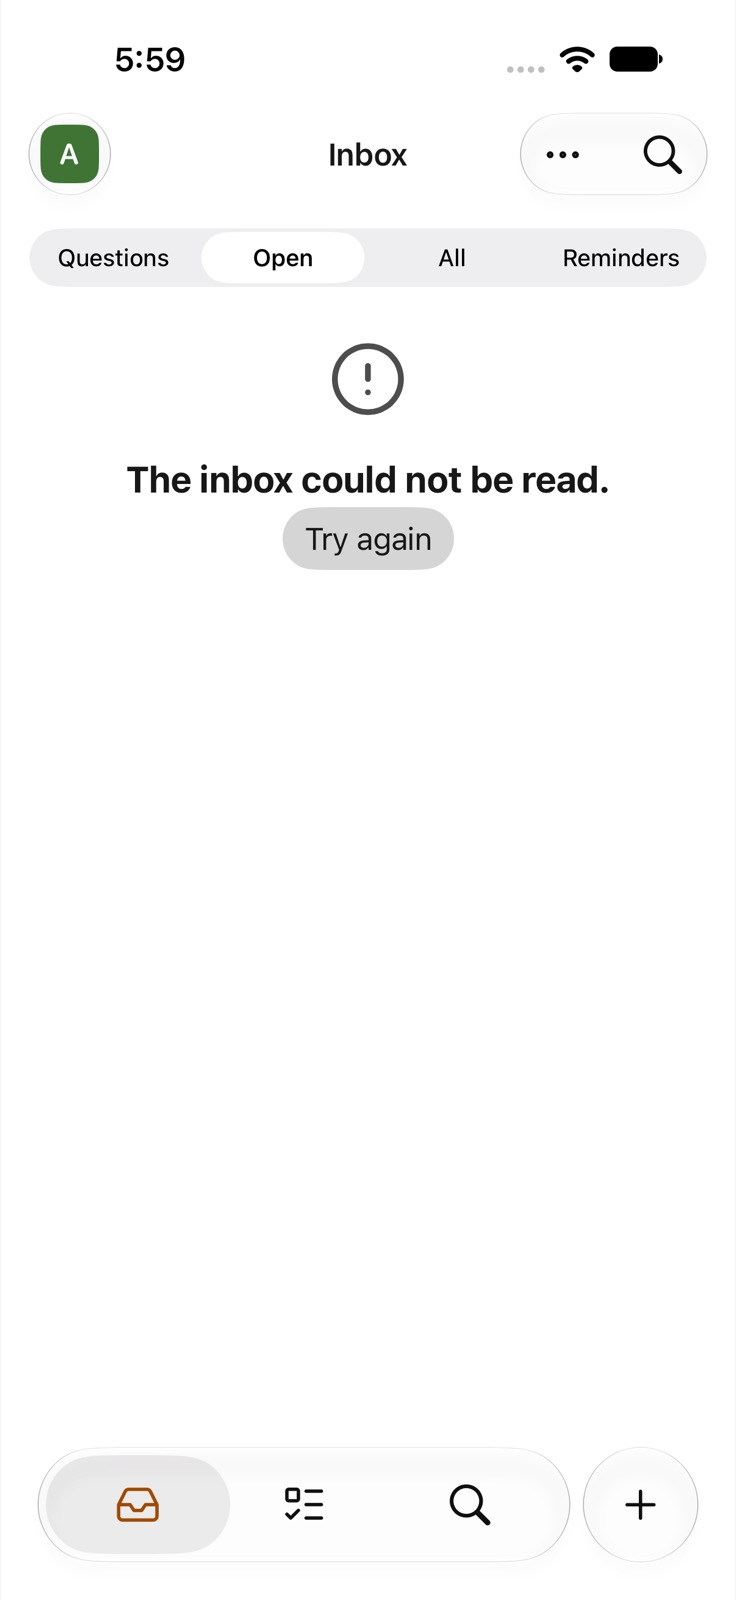 5:59
A
Inbox
Questions
Open
All
Reminders
The inbox could not be read.
Try again